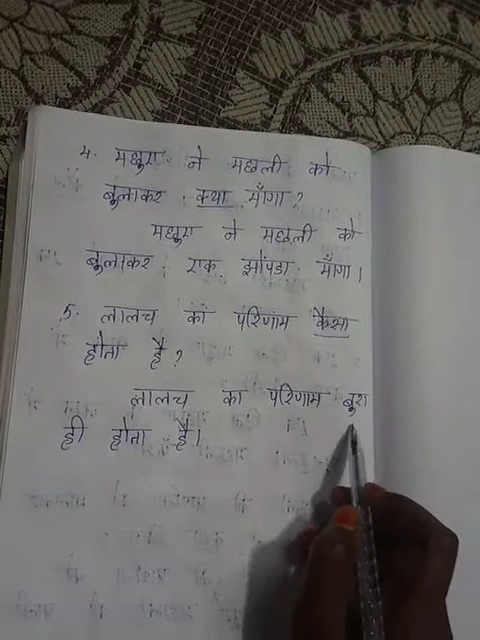 4. मछुरा ने मछली को
बुलाकर क्या माँगा?
मछुरा ने मछली को
बुलाकर एक झोंपडा माँगा।
5. लालच का परिणाम कैसा
होता है?
लालच का परिणाम बुरा
ही होता है।